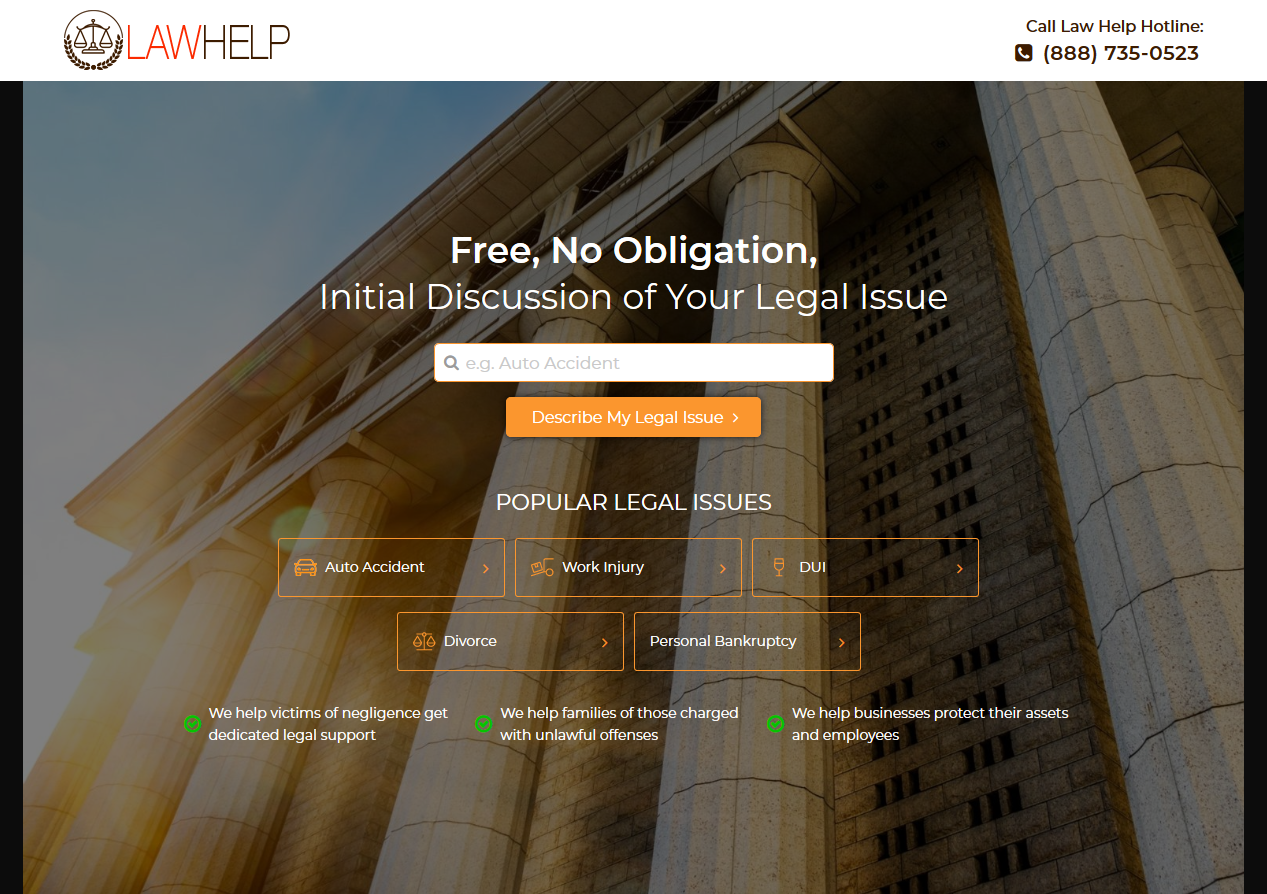 LAWHELP
Call Law Help Hotline:
(888) 735-0523
Free, No Obligation,
Initial Discussion of Your Legal Issue
e.g. Auto Accident
Describe My Legal Issue
POPULAR LEGAL ISSUES
Auto Accident
Work Injury
DUI
Divorce
Personal Bankruptcy
We help victims of negligence get
dedicated legal support
We help families of those charged
with unlawful offenses
We help businesses protect their assets
and employees